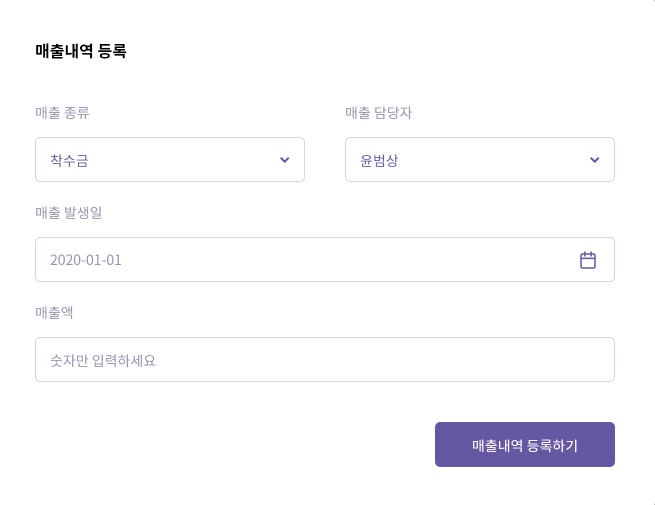 매출내역 등록
매출 종류
매출 담당자
착수금
윤범상
매출 발생일
2020-01-01
매출액
숫자만 입력하세요
매출내역 등록하기